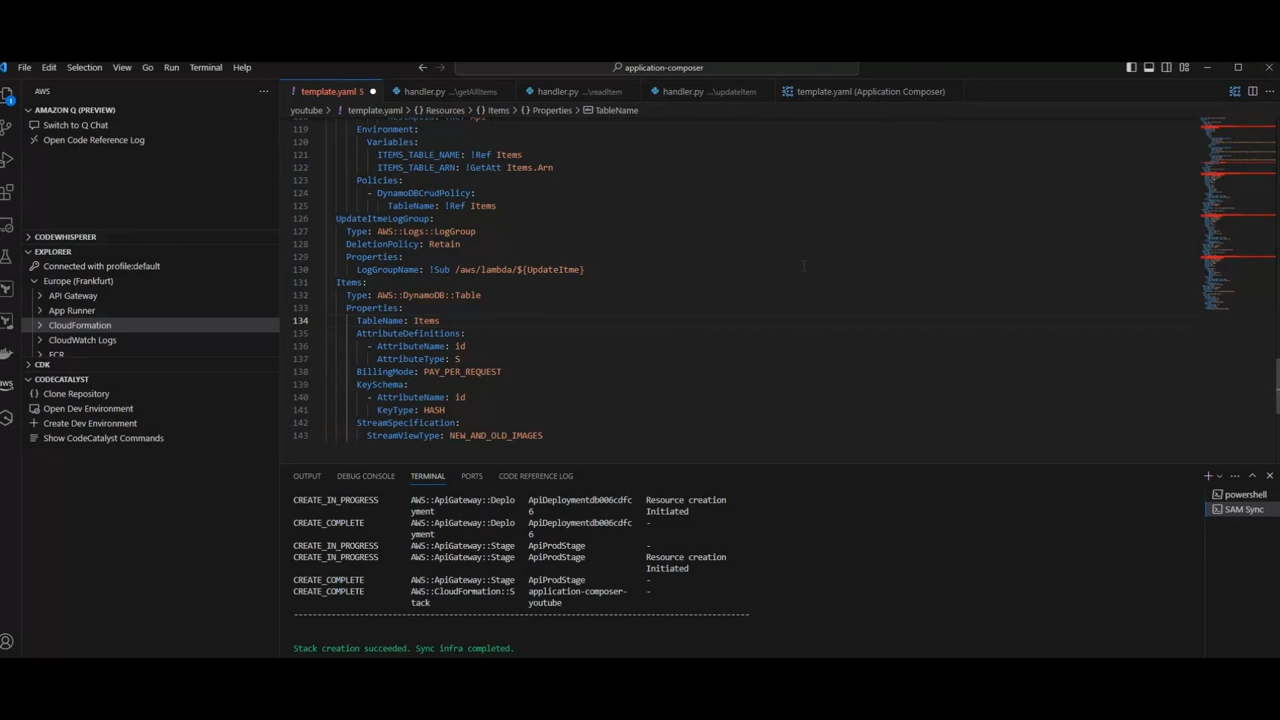 File Edit Selection View Go Run Terminal Help
application-composer
AWS
template.yaml 5
handler.py ...\getAllItems
handler.py ...\readItem
handler.py ...\updateItem
template.yaml (Application Composer)
youtube > template.yaml > {} Resources > {} Items > {} Properties > TableName
AMAZON Q (PREVIEW)
Switch to Q Chat
Open Code Reference Log
CODEWHISPERER
EXPLORER
Connected with profile:default
Europe (Frankfurt)
API Gateway
App Runner
CloudFormation
CloudWatch Logs
ECR
CDK
CODECATALYST
Clone Repository
Open Dev Environment
Create Dev Environment
Show CodeCatalyst Commands
119 Environment:
120 Variables:
121 ITEMS_TABLE_NAME: !Ref Items
122 ITEMS_TABLE_ARN: !GetAtt Items.Arn
123 Policies:
124 - DynamoDBCrudPolicy:
125 TableName: !Ref Items
126 UpdateItmeLogGroup:
127 Type: AWS::Logs::LogGroup
128 DeletionPolicy: Retain
129 Properties:
130 LogGroupName: !Sub /aws/lambda/${UpdateItme}
131 Items:
132 Type: AWS::DynamoDB::Table
133 Properties:
134 TableName: Items
135 AttributeDefinitions:
136 - AttributeName: id
137 AttributeType: S
138 BillingMode: PAY_PER_REQUEST
139 KeySchema:
140 - AttributeName: id
141 KeyType: HASH
142 StreamSpecification:
143 StreamViewType: NEW_AND_OLD_IMAGES
OUTPUT DEBUG CONSOLE TERMINAL PORTS CODE REFERENCE LOG
powershell
SAM Sync
CREATE_IN_PROGRESS AWS::ApiGateway::Deplo ApiDeploymentdb006cdfc Resource creation
yment 6 Initiated
CREATE_COMPLETE AWS::ApiGateway::Deplo ApiDeploymentdb006cdfc -
yment 6
CREATE_IN_PROGRESS AWS::ApiGateway::Stage ApiProdStage -
CREATE_IN_PROGRESS AWS::ApiGateway::Stage ApiProdStage Resource creation
Initiated
CREATE_COMPLETE AWS::ApiGateway::Stage ApiProdStage -
CREATE_COMPLETE AWS::CloudFormation::S application-composer- -
tack youtube
Stack creation succeeded. Sync infra completed.